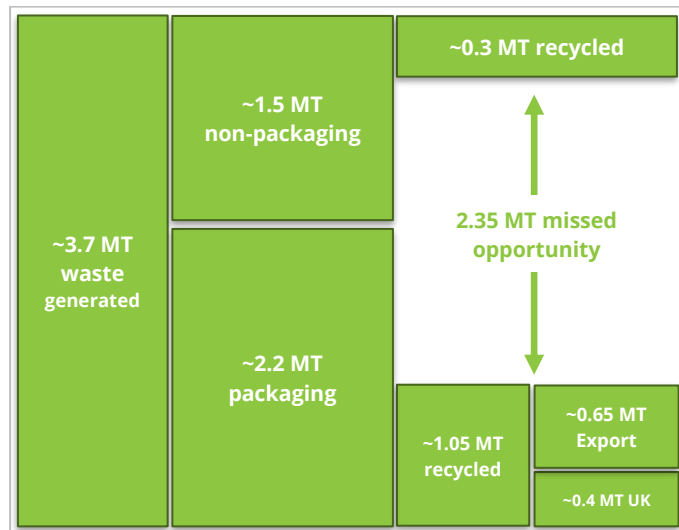 ~3.7 MT
waste
generated
~1.5 MT
non-packaging
~2.2 MT
packaging
~0.3 MT recycled
2.35 MT missed
opportunity
~1.05 MT
recycled
~0.65 MT
Export
~0.4 MT UK